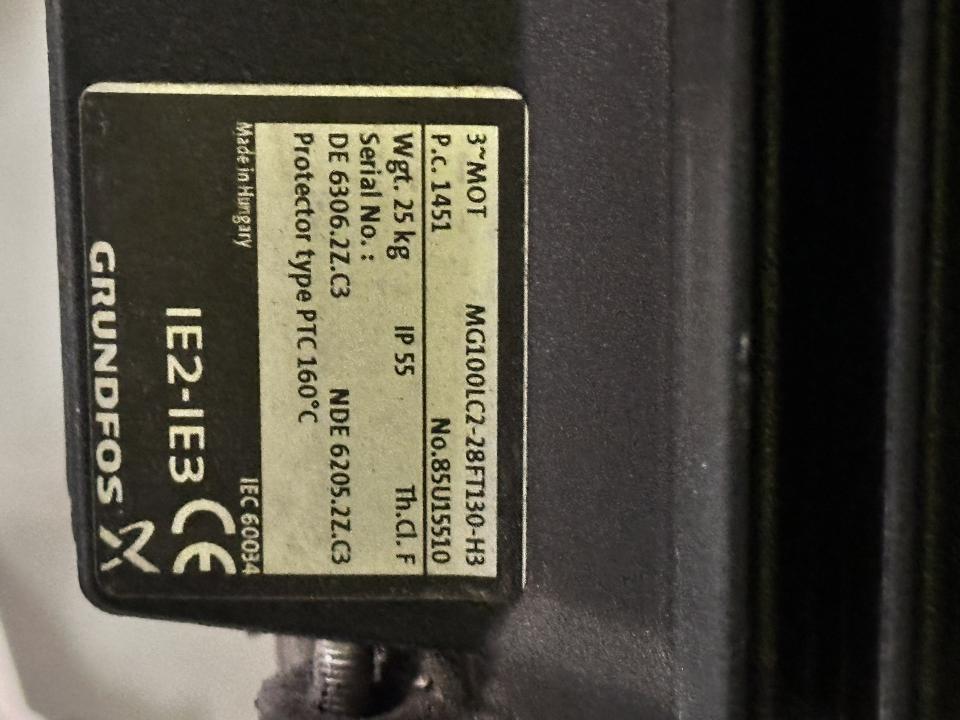 3~MOT MG100LC2-28FT130-H3
P.c. 1451 No.85U15510
Wgt. 25 kg IP 55 Th.Cl. F
Serial No. :
DE 6306.2Z.C3 NDE 6205.2Z.C3
Protector type PTC 160°C
Made in Hungary IEC 60034
IE2-IE3 CE
GRUNDFOS